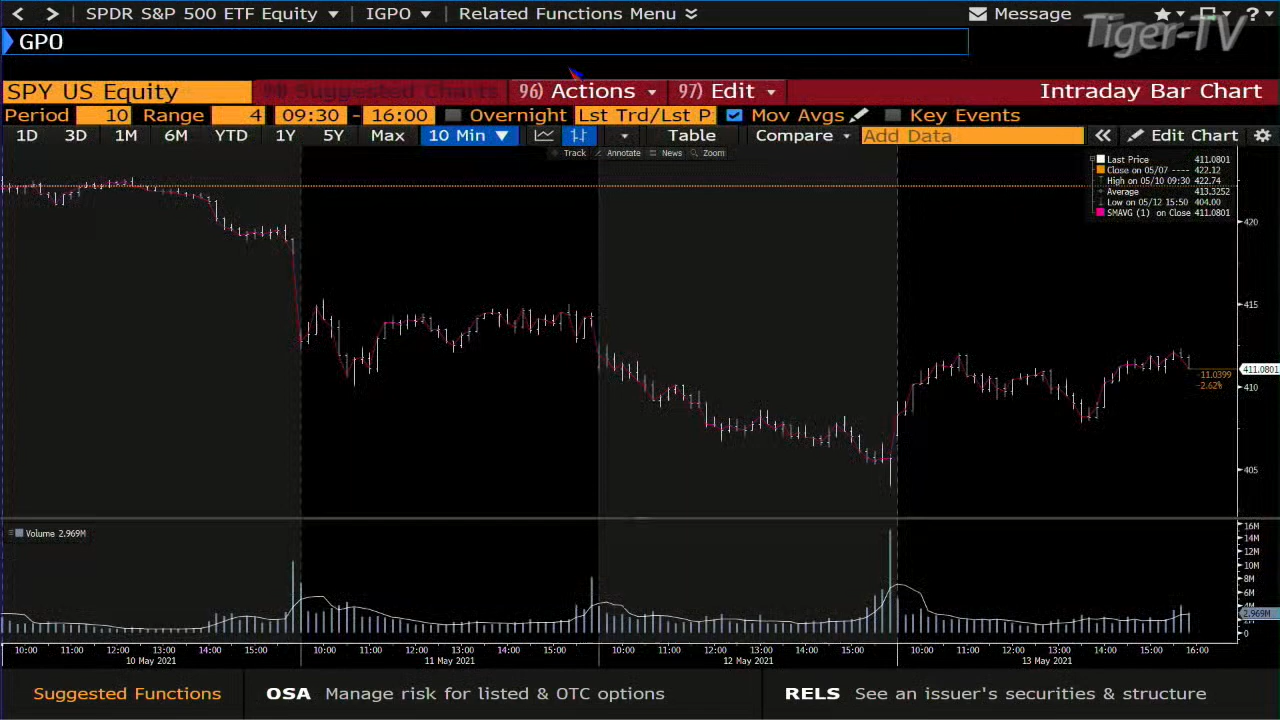 SPDR S&P 500 ETF Equity IGPO Related Functions Menu Message ?
Tiger-TV
GPO
SPY US Equity 96) Actions 97) Edit Intraday Bar Chart
Period 10 Range 4 09:30 - 16:00 Overnight Lst Trd/Lst P Mov Avgs Key Events
1D 3D 1M 6M YTD 1Y 5Y Max 10 Min Table Compare Add Data Edit Chart
Track Annotate News Zoom
Last Price 411.0801
Close on 05/07 ---- 422.12
High on 05/10 09:30 422.74
Average 413.3252
Low on 05/12 15:50 404.00
SMAVG (1) on Close 411.0801
420
415
411.0801
-11.0399
-2.62%
410
405
Volume 2.969M
16M
14M
12M
10M
8M
6M
4M
2.969M
0
10:00 11:00 12:00 13:00 14:00 15:00 10:00 11:00 12:00 13:00 14:00 15:00 10:00 11:00 12:00 13:00 14:00 15:00 10:00 11:00 12:00 13:00 14:00 15:00 16:00
10 May 2021 11 May 2021 12 May 2021 13 May 2021
Suggested Functions OSA Manage risk for listed & OTC options RELS See an issuer's securities & structure